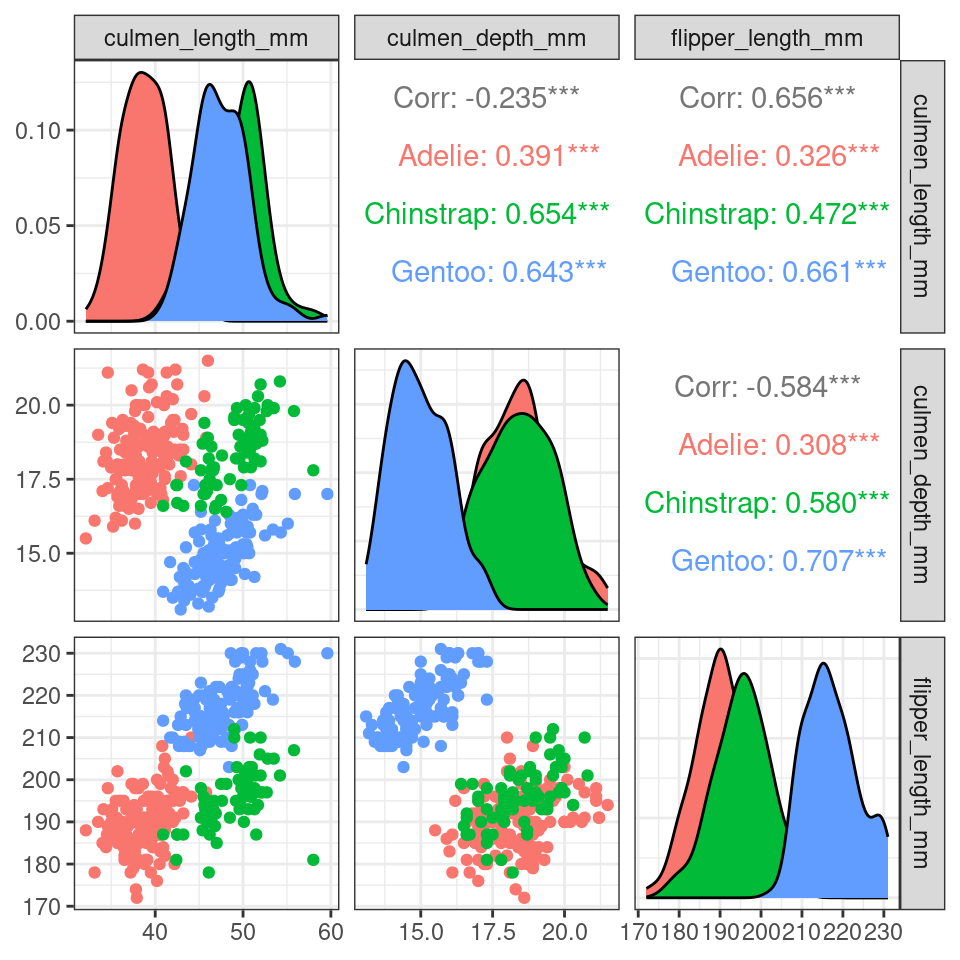 culmen_length_mm
culmen_depth_mm
flipper_length_mm
0.10
0.05
0.00
Corr: -0.235***
Adelie: 0.391***
Chinstrap: 0.654***
Gentoo: 0.643***
Corr: 0.656***
Adelie: 0.326***
Chinstrap: 0.472***
Gentoo: 0.661***
culmen_length_mm
20.0
17.5
15.0
Corr: -0.584***
Adelie: 0.308***
Chinstrap: 0.580***
Gentoo: 0.707***
culmen_depth_mm
230
220
210
200
190
180
170
flipper_length_mm
40 50 60
15.0 17.5 20.0
170 180 190 200 210 220 230